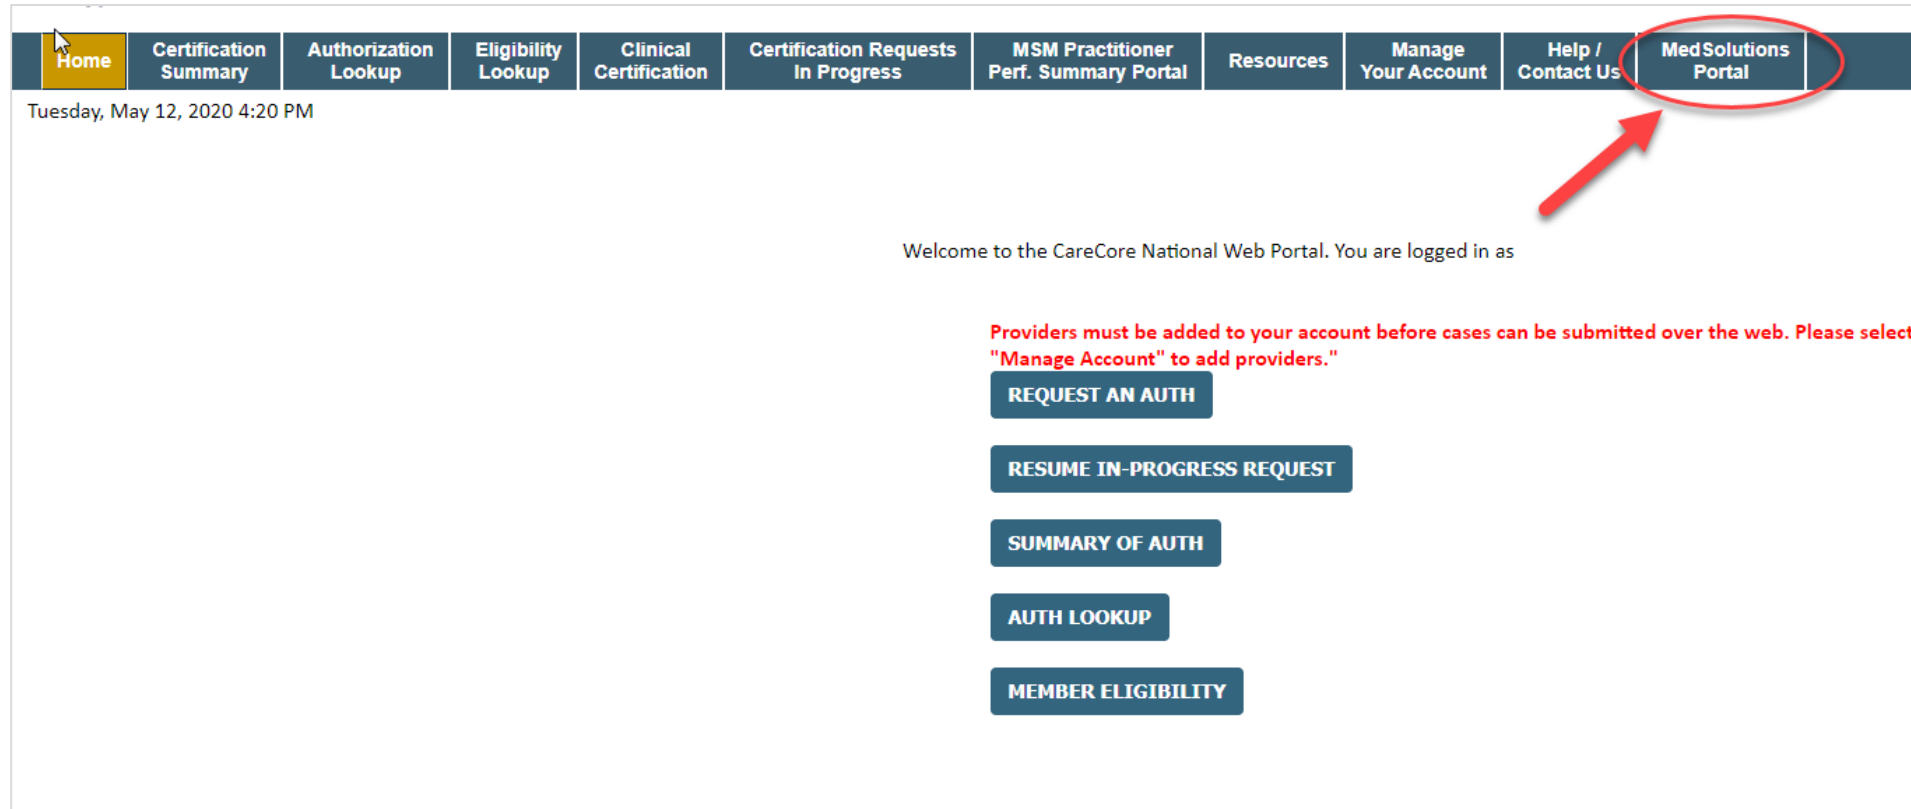 Home
Certification
Summary
Authorization
Lookup
Eligibility
Lookup
Clinical
Certification
Certification Requests
In Progress
MSM Practitioner
Perf. Summary Portal
Resources
Manage
Your Account
Help /
Contact Us
MedSolutions
Portal
Tuesday, May 12, 2020 4:20 PM
Welcome to the CareCore National Web Portal. You are logged in as
Providers must be added to your account before cases can be submitted over the web. Please select
"Manage Account" to add providers."
REQUEST AN AUTH
RESUME IN-PROGRESS REQUEST
SUMMARY OF AUTH
AUTH LOOKUP
MEMBER ELIGIBILITY